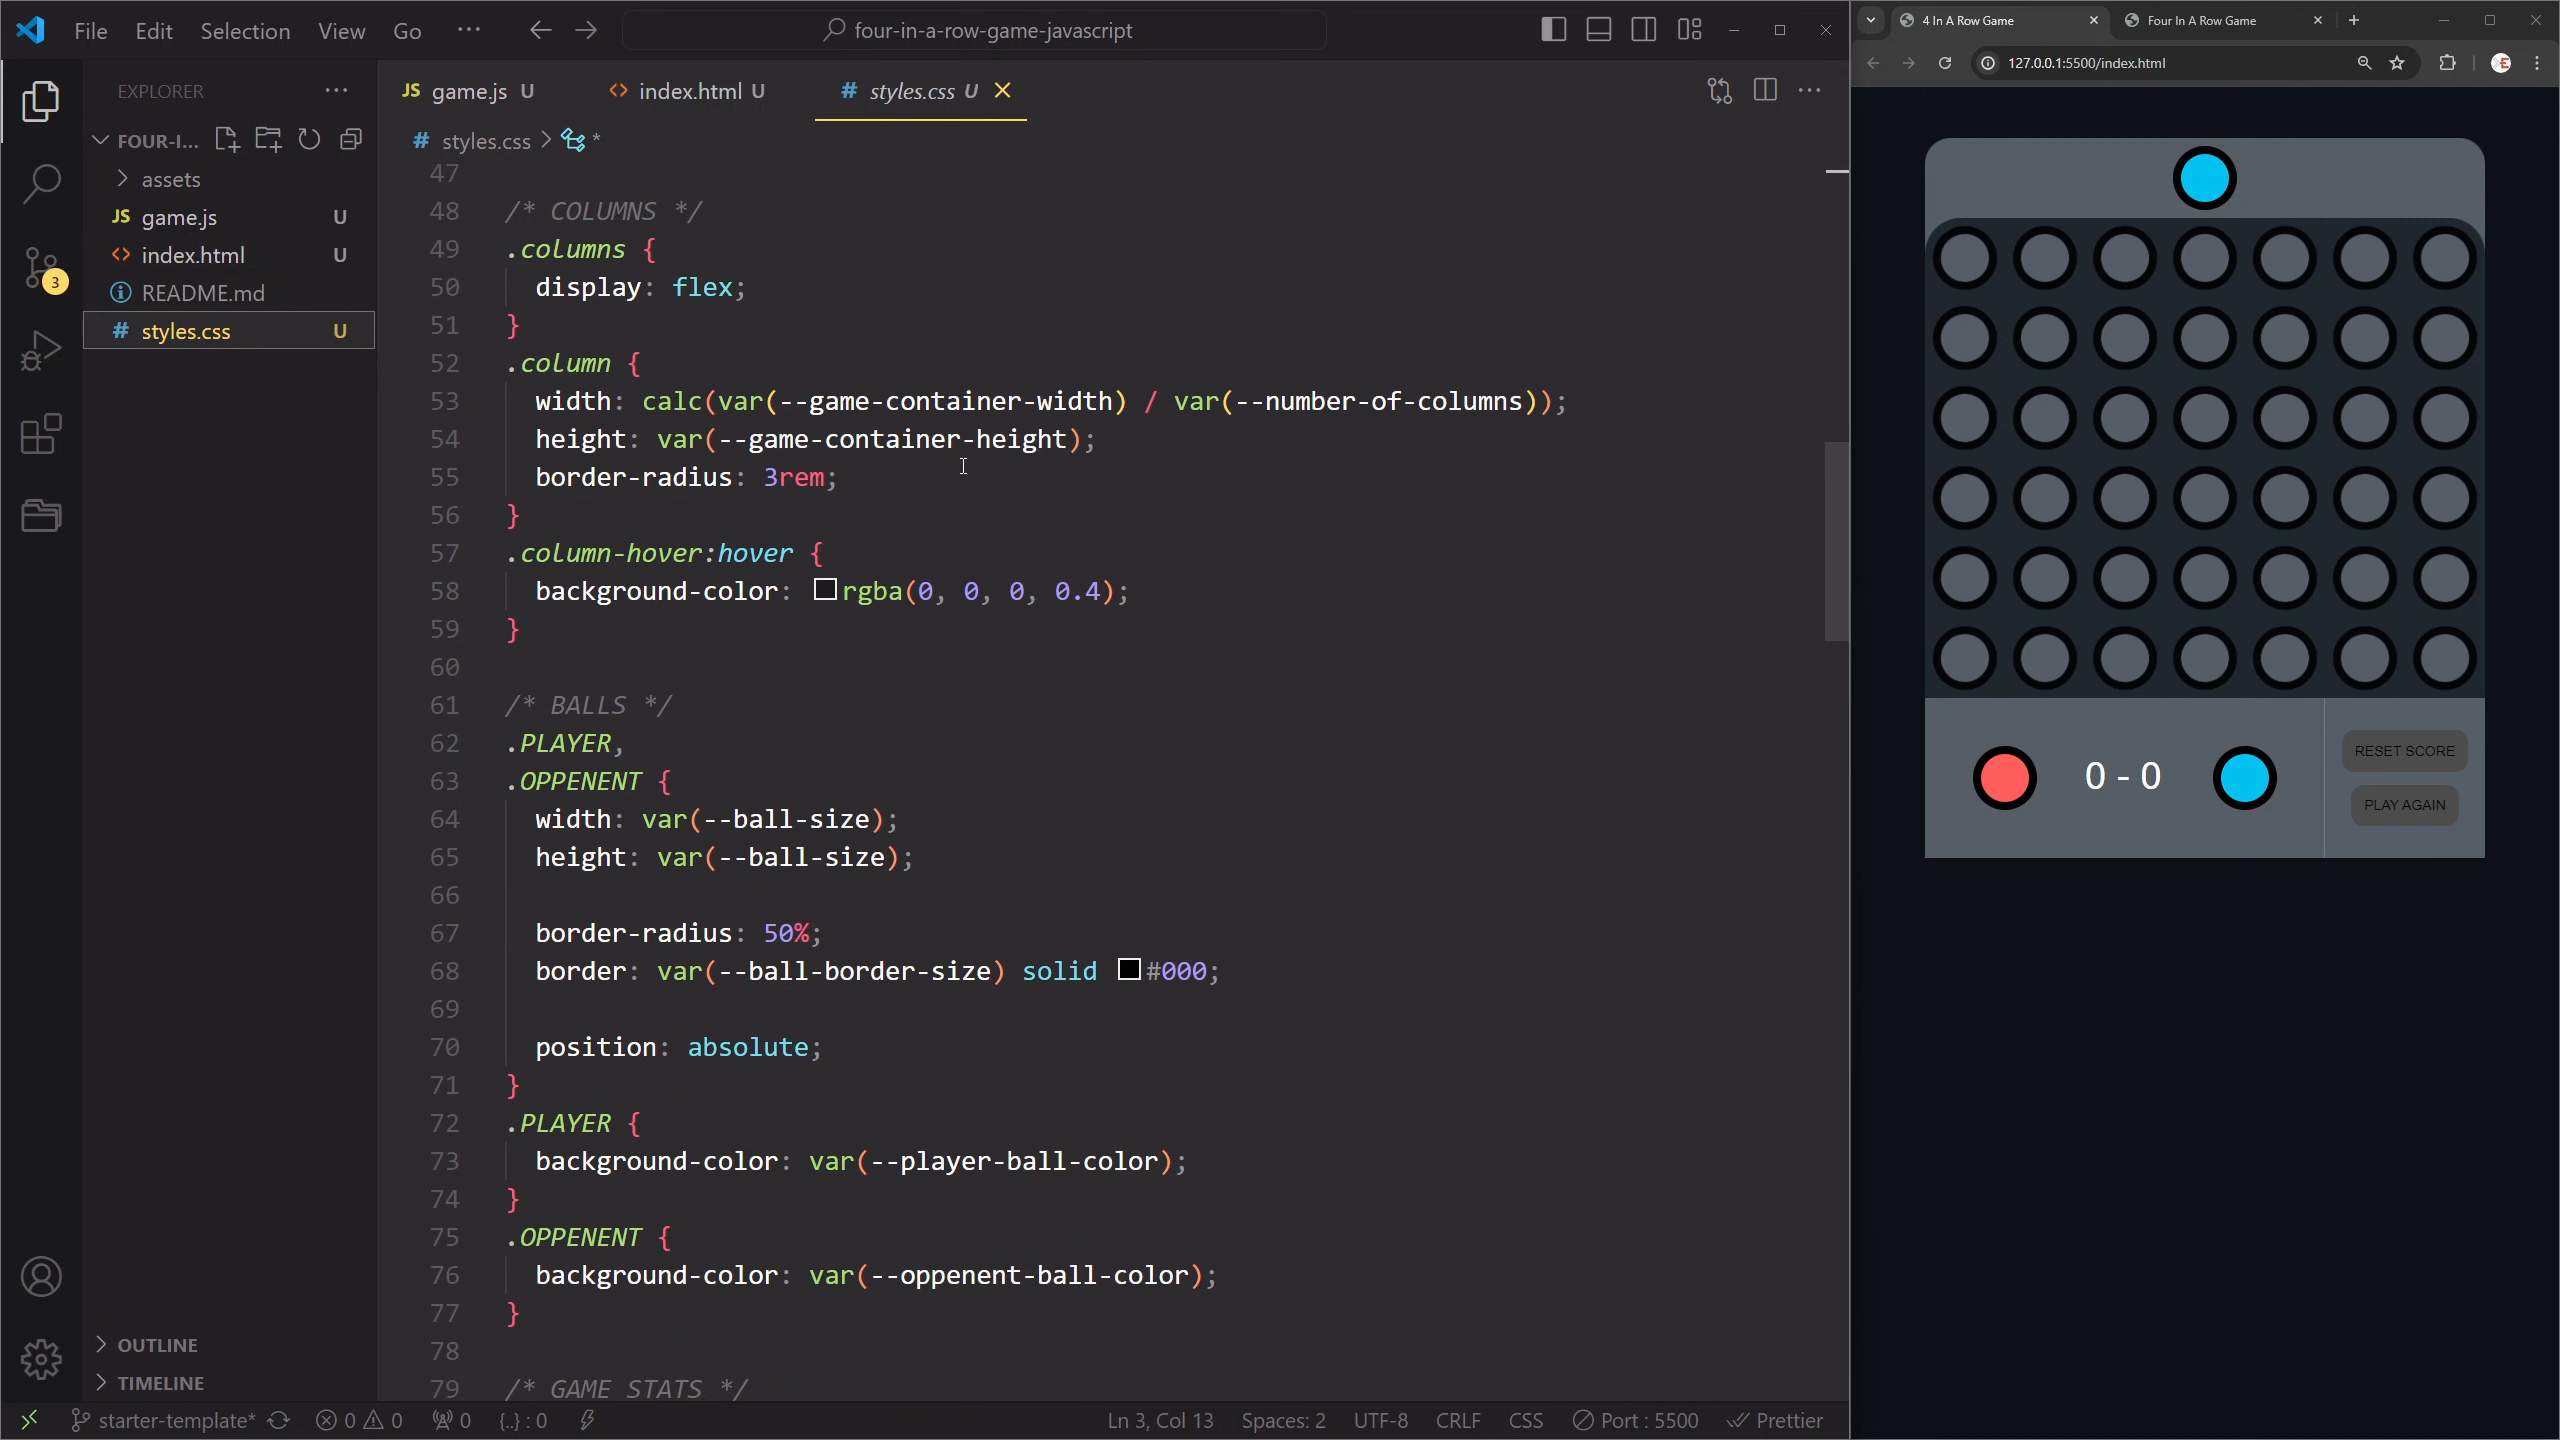 File Edit Selection View Go ··· four-in-a-row-game-javascript
EXPLORER ···
FOUR-I...
assets
JS game.js U
<> index.html U
README.md
# styles.css U
OUTLINE
TIMELINE
JS game.js U <> index.html U # styles.css U
# styles.css > *
47
48 /* COLUMNS */
49 .columns {
50 display: flex;
51 }
52 .column {
53 width: calc(var(--game-container-width) / var(--number-of-columns));
54 height: var(--game-container-height);
55 border-radius: 3rem;
56 }
57 .column-hover:hover {
58 background-color: rgba(0, 0, 0, 0.4);
59 }
60
61 /* BALLS */
62 .PLAYER,
63 .OPPENENT {
64 width: var(--ball-size);
65 height: var(--ball-size);
66
67 border-radius: 50%;
68 border: var(--ball-border-size) solid #000;
69
70 position: absolute;
71 }
72 .PLAYER {
73 background-color: var(--player-ball-color);
74 }
75 .OPPENENT {
76 background-color: var(--oppenent-ball-color);
77 }
78
79 /* GAME STATS */
3
starter-template* 0 0 0 {..} : 0 Ln 3, Col 13 Spaces: 2 UTF-8 CRLF CSS Port : 5500 Prettier
4 In A Row Game Four In A Row Game
127.0.0.1:5500/index.html
0 - 0
RESET SCORE
PLAY AGAIN